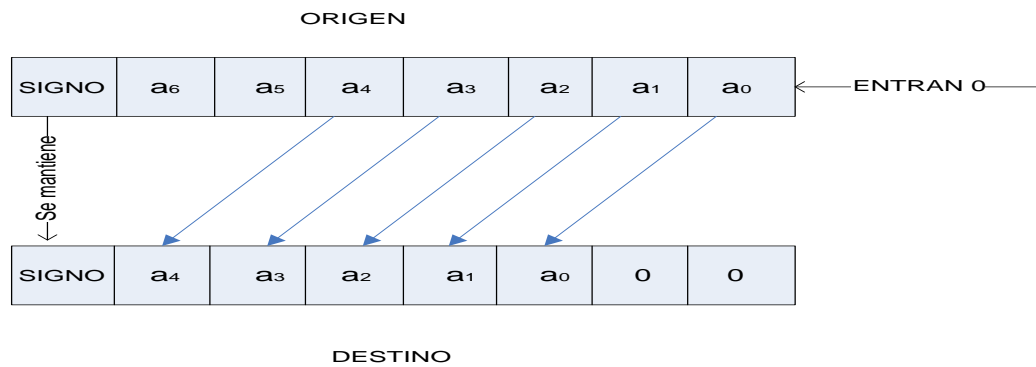 ORIGEN
SIGNO a6 a5 a4 a3 a2 a1 a0 ENTRAN 0
Se mantiene
SIGNO a4 a3 a2 a1 a0 0 0
DESTINO